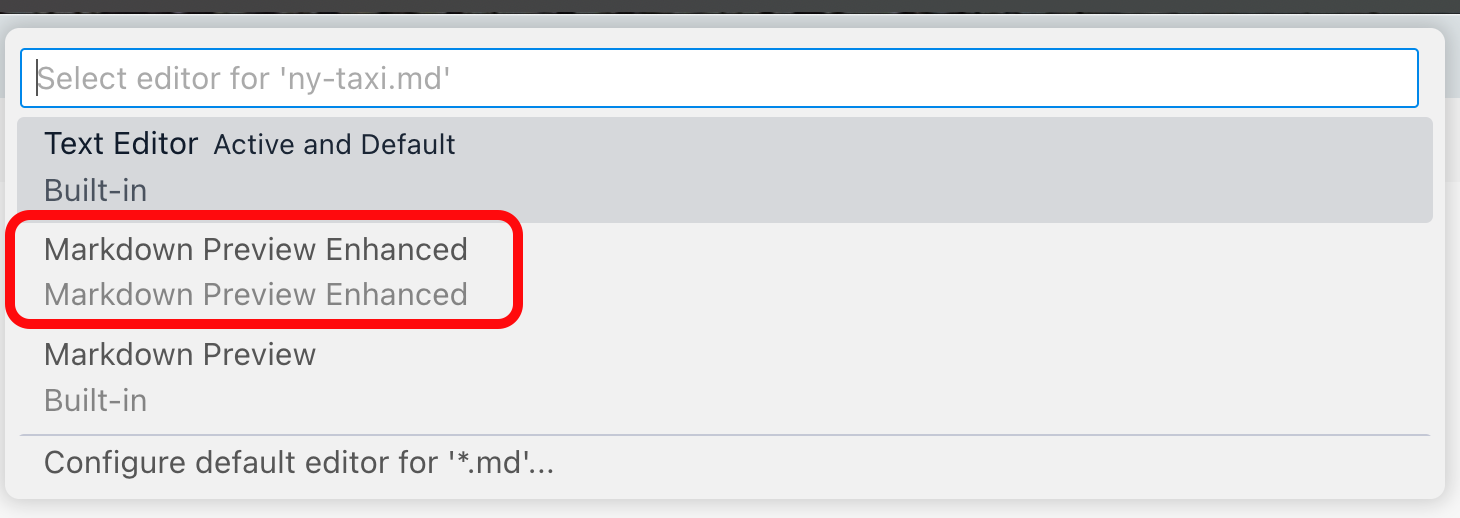 Select editor for 'ny-taxi.md'
Text Editor Active and Default
Built-in
Markdown Preview Enhanced
Markdown Preview Enhanced
Markdown Preview
Built-in
Configure default editor for '*.md'...